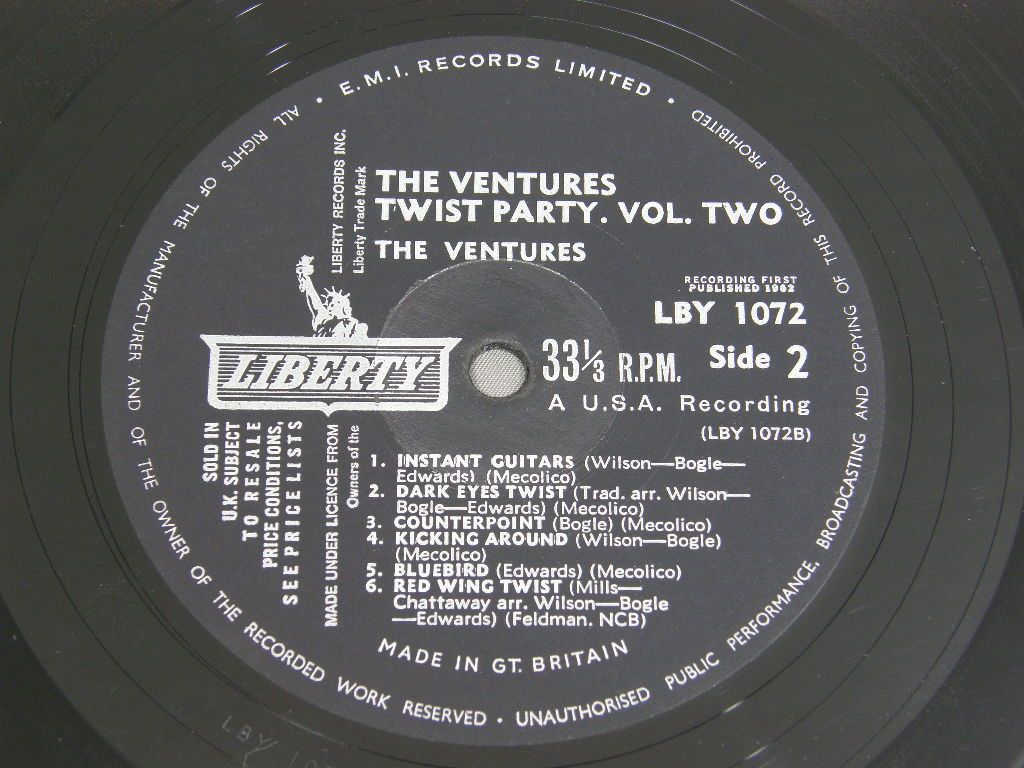 E.M.I. RECORDS LIMITED •
ALL RIGHTS OF THE MANUFACTURER AND OF THE OWNER OF THE RECORDED WORK RESERVED • UNAUTHORISED PUBLIC PERFORMANCE, BROADCASTING AND COPYING OF THIS RECORD PROHIBITED •
LIBERTY RECORDS INC.
Liberty Trade Mark
THE VENTURES
TWIST PARTY. VOL. TWO
THE VENTURES
RECORDING FIRST
PUBLISHED 1962
LBY 1072
LIBERTY
33⅓ R.P.M.
Side 2
A U.S.A. Recording
(LBY 1072B)
SOLD IN
U.K. SUBJECT
TO RESALE
PRICE CONDITIONS,
SEE PRICE LISTS
MADE UNDER LICENCE FROM
Owners of the
1. INSTANT GUITARS (Wilson—Bogle—
Edwards) (Mecolico)
2. DARK EYES TWIST (Trad. arr. Wilson—
Bogle—Edwards) (Mecolico)
3. COUNTERPOINT (Bogle) (Mecolico)
4. KICKING AROUND (Wilson—Bogle)
(Mecolico)
5. BLUEBIRD (Edwards) (Mecolico)
6. RED WING TWIST (Mills—
Chattaway arr. Wilson—Bogle
—Edwards) (Feldman. NCB)
MADE IN GT. BRITAIN
LBY